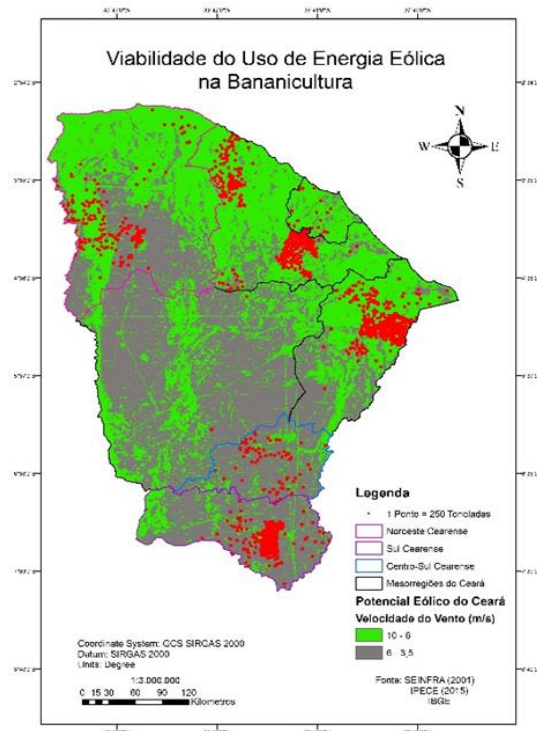 Viabilidade do Uso de Energia Eólica
na Bananicultura
N
W
E
S
Legenda
1 Ponto = 250 Toneladas
Noroeste Cearense
Sul Cearense
Centro-Sul Cearense
Mesorregiões do Ceará
Potencial Eólico do Ceará
Velocidade do Vento (m/s)
10 - 6
6 - 3,5
Coordinate System: GCS SIRGAS 2000
Datum: SIRGAS 2000
Units: Degree
1:3.000.000
0 15 30 60 90 120
Kilometers
Fonte: SEINFRA (2001)
IPECE (2015)
IBGE